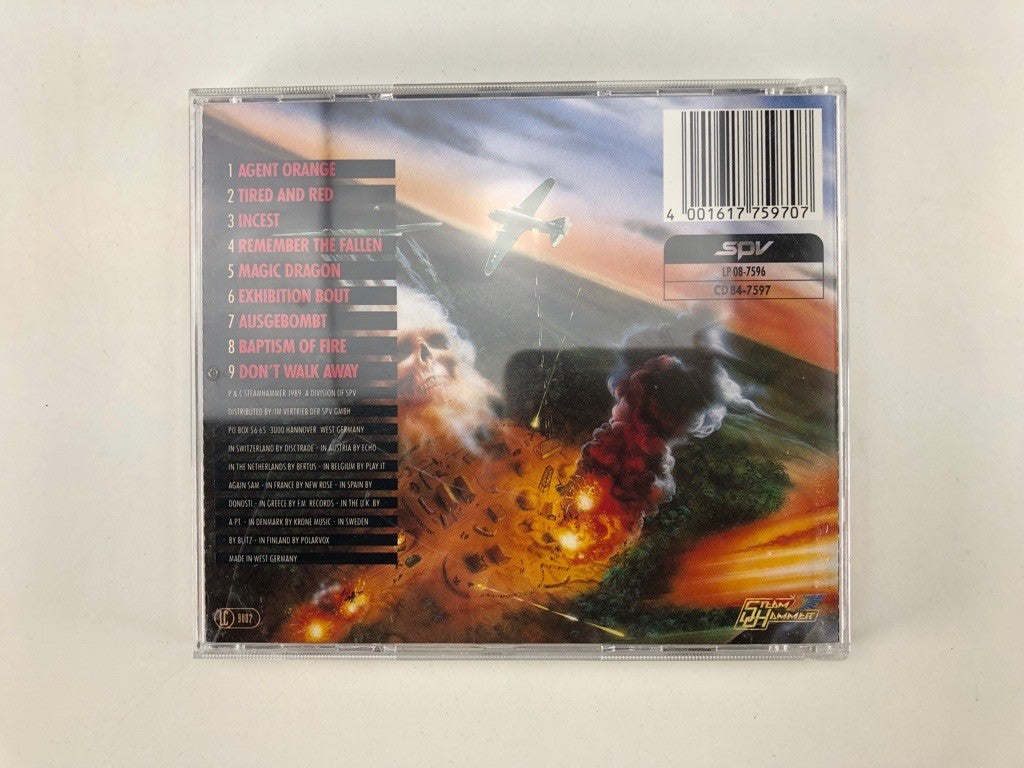 1 AGENT ORANGE
2 TIRED AND RED
3 INCEST
4 REMEMBER THE FALLEN
5 MAGIC DRAGON
6 EXHIBITION BOUT
7 AUSGEBOMBT
8 BAPTISM OF FIRE
9 DON'T WALK AWAY
P & C STEAMHAMMER 1989. A DIVISION OF SPV
DISTRIBUTED BY/IM VERTRIEB DER SPV GMBH
PO BOX 56 65 3000 HANNOVER WEST GERMANY
IN SWITZERLAND BY DISCTRADE - IN AUSTRIA BY ECHO
IN THE NETHERLANDS BY BERTUS - IN BELGIUM BY PLAY IT
AGAIN SAM - IN FRANCE BY NEW ROSE - IN SPAIN BY
DONOSTI - IN GREECE BY F.M. RECORDS - IN THE U.K. BY
A.P.T. - IN DENMARK BY KRONE MUSIC - IN SWEDEN
BY BLITZ - IN FINLAND BY POLARVOX
MADE IN WEST GERMANY
LC 9002
4 001617 759707
SPV
LP 08-7596
CD 84-7597
STEAM
HAMMER